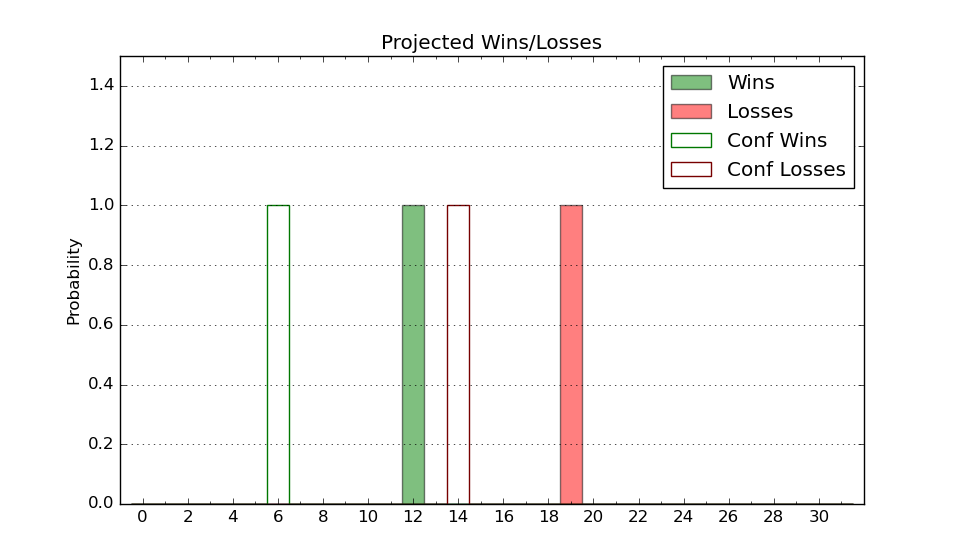 Projected Wins/Losses
1.4
1.2
1.0
0.8
0.6
0.4
0.2
0.0
Probability
Wins
Losses
Conf Wins
Conf Losses
0 2 4 6 8 10 12 14 16 18 20 22 24 26 28 30